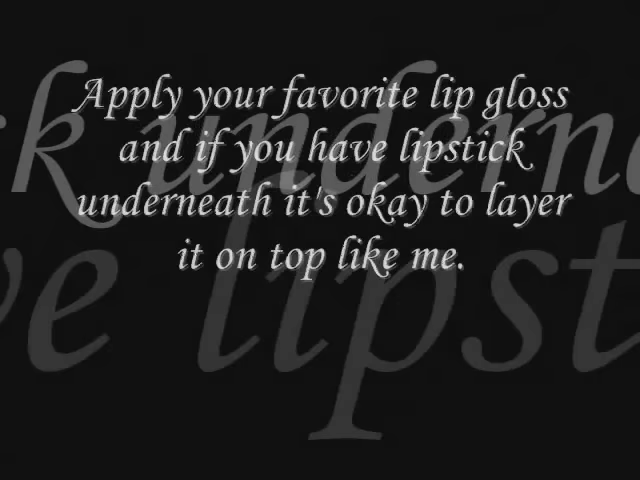 Apply your favorite lip gloss
and if you have lipstick
underneath it's okay to layer
it on top like me.